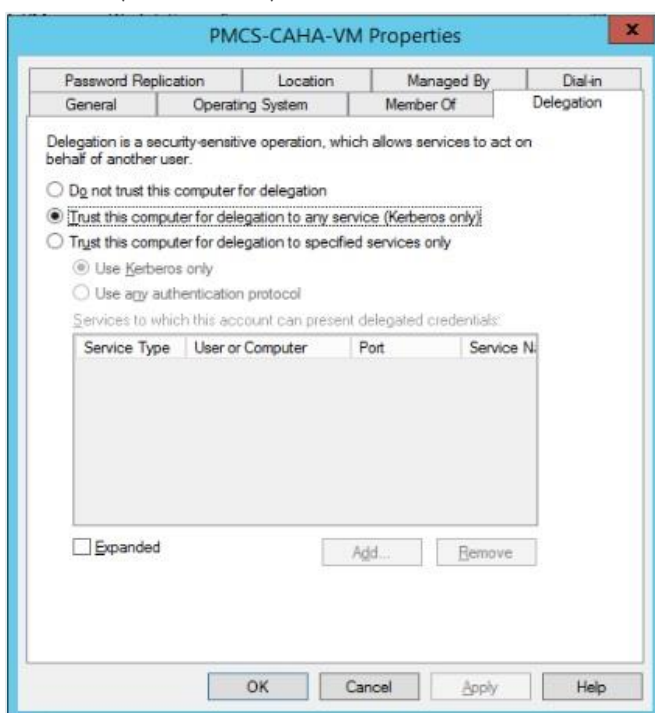 PMCS-CAHA-VM Properties
x
Password Replication Location Managed By Dial-in
General Operating System Member Of Delegation
Delegation is a security-sensitive operation, which allows services to act on
behalf of another user.
Do not trust this computer for delegation
Trust this computer for delegation to any service (Kerberos only)
Trust this computer for delegation to specified services only
Use Kerberos only
Use any authentication protocol
Services to which this account can present delegated credentials:
Service Type User or Computer Port Service N
Expanded Add... Remove
OK Cancel Apply Help